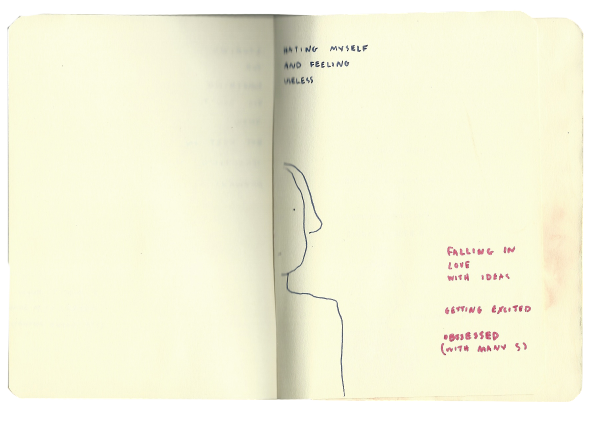 HATING MYSELF
AND FEELING
USELESS
FALLING IN
LOVE
WITH IDEAS
GETTING EXCITED
OBSESSED
(WITH MANY S)